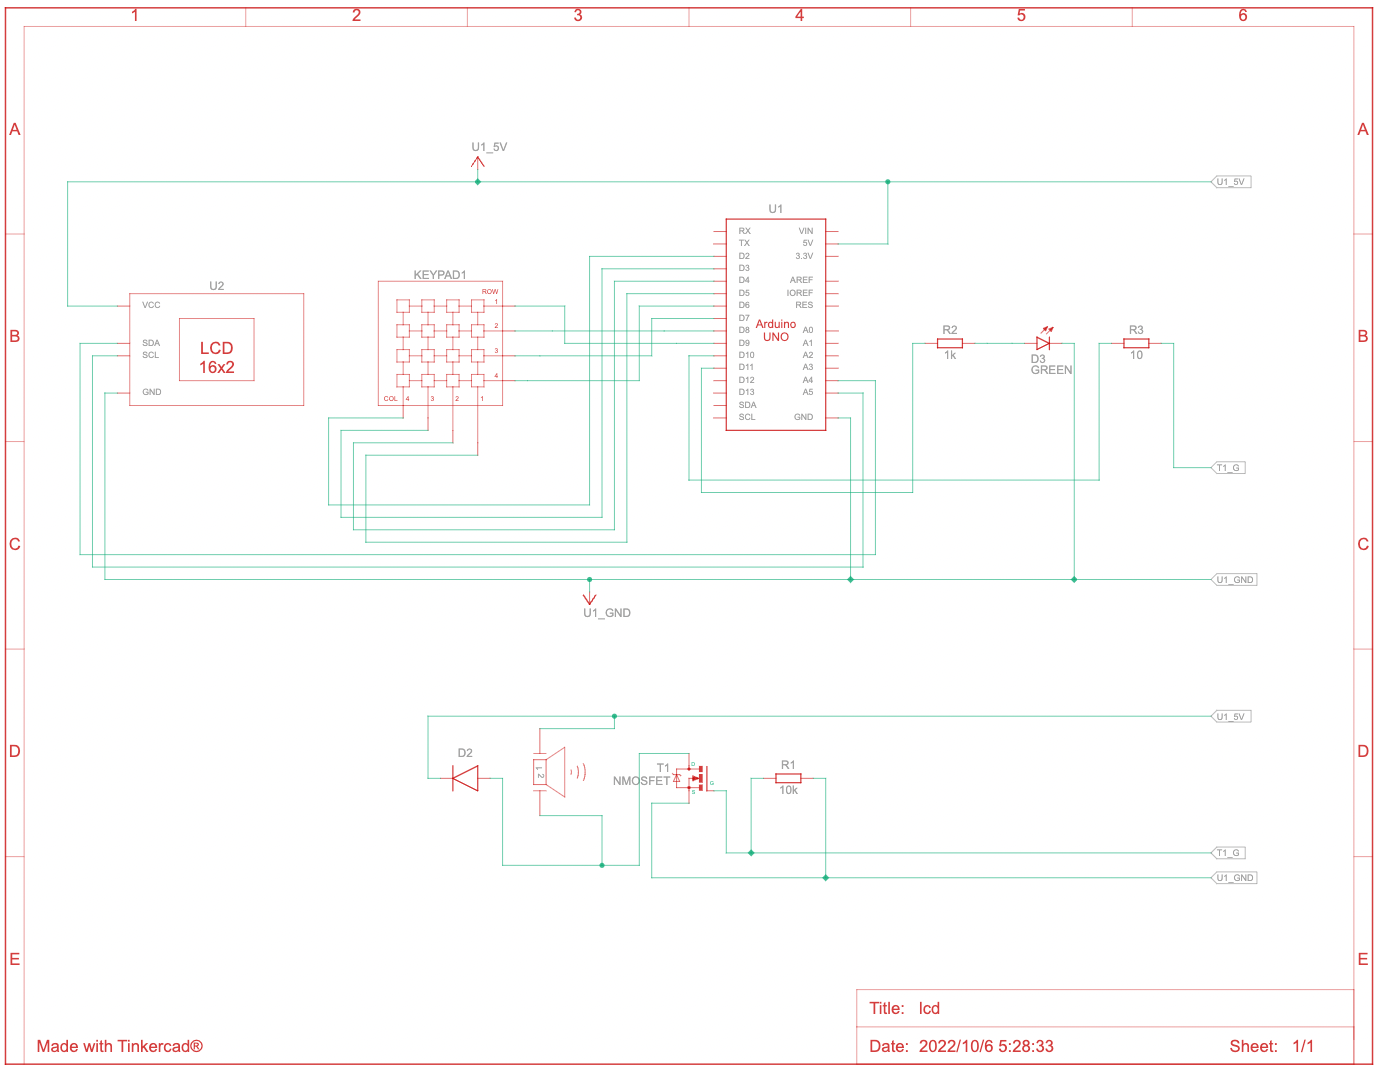 1 2 3 4 5 6
A A
U1_5V
U1_5V
U1
RX VIN
TX 5V
D2 3.3V
D3
D4 AREF
D5 IOREF
D6 RES
D7
D8 A0
D9 A1
D10 A2
D11 A3
D12 A4
D13 A5
SDA
SCL GND
Arduino
UNO
KEYPAD1
ROW
1
2
3
4
COL 4 3 2 1
U2
VCC
SDA
SCL
GND
LCD
16x2
B B
R2
1k
D3
GREEN
R3
10
T1_G
C C
U1_GND
U1_GND
U1_5V
D D
D2
L2
T1
NMOSFET
D
G
S
R1
10k
T1_G
U1_GND
E E
Title: lcd
Date: 2022/10/6 5:28:33 Sheet: 1/1
Made with Tinkercad®